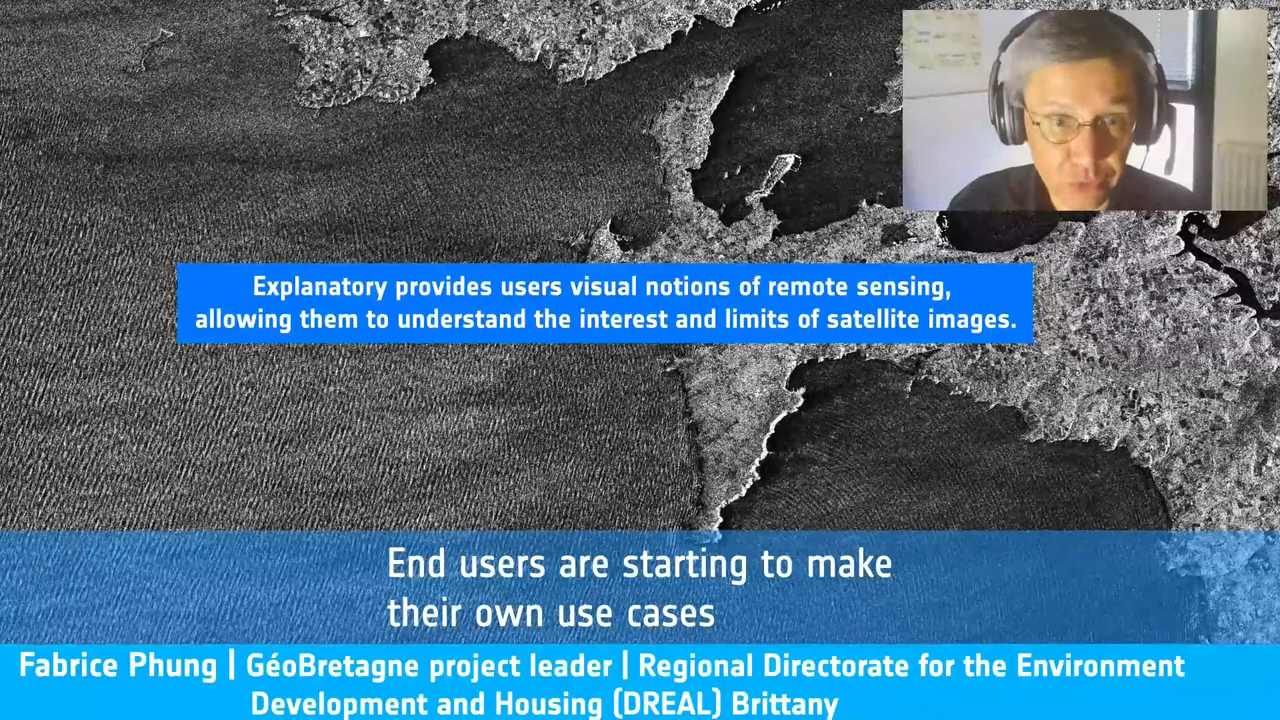 Explanatory provides users visual notions of remote sensing,
allowing them to understand the interest and limits of satellite images.
End users are starting to make
their own use cases
Fabrice Phung | GéoBretagne project leader | Regional Directorate for the Environment
Development and Housing (DREAL) Brittany